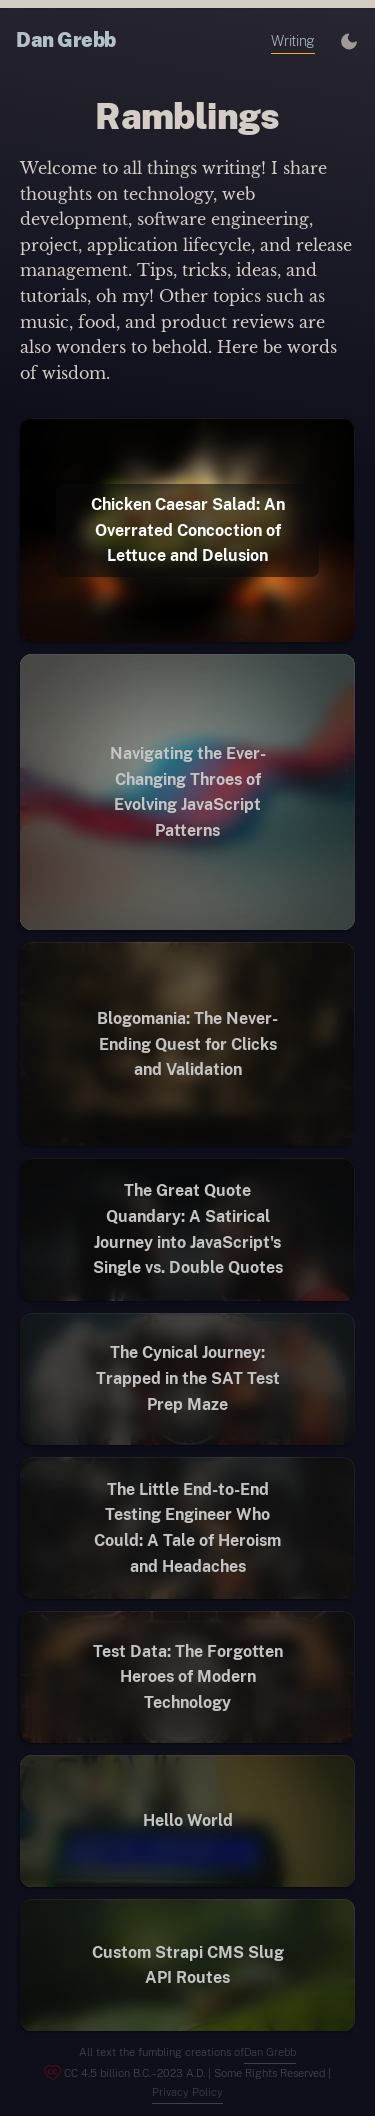 Dan Grebb
Writing
Ramblings
Welcome to all things writing! I share
thoughts on technology, web
development, software engineering,
project, application lifecycle, and release
management. Tips, tricks, ideas, and
tutorials, oh my! Other topics such as
music, food, and product reviews are
also wonders to behold. Here be words
of wisdom.
Chicken Caesar Salad: An
Overrated Concoction of
Lettuce and Delusion
Navigating the Ever-
Changing Throes of
Evolving JavaScript
Patterns
Blogomania: The Never-
Ending Quest for Clicks
and Validation
The Great Quote
Quandary: A Satirical
Journey into JavaScript's
Single vs. Double Quotes
The Cynical Journey:
Trapped in the SAT Test
Prep Maze
The Little End-to-End
Testing Engineer Who
Could: A Tale of Heroism
and Headaches
Test Data: The Forgotten
Heroes of Modern
Technology
Hello World
Custom Strapi CMS Slug
API Routes
All text the fumbling creations ofDan Grebb
CC 4.5 billion B.C.–2023 A.D. | Some Rights Reserved |
Privacy Policy